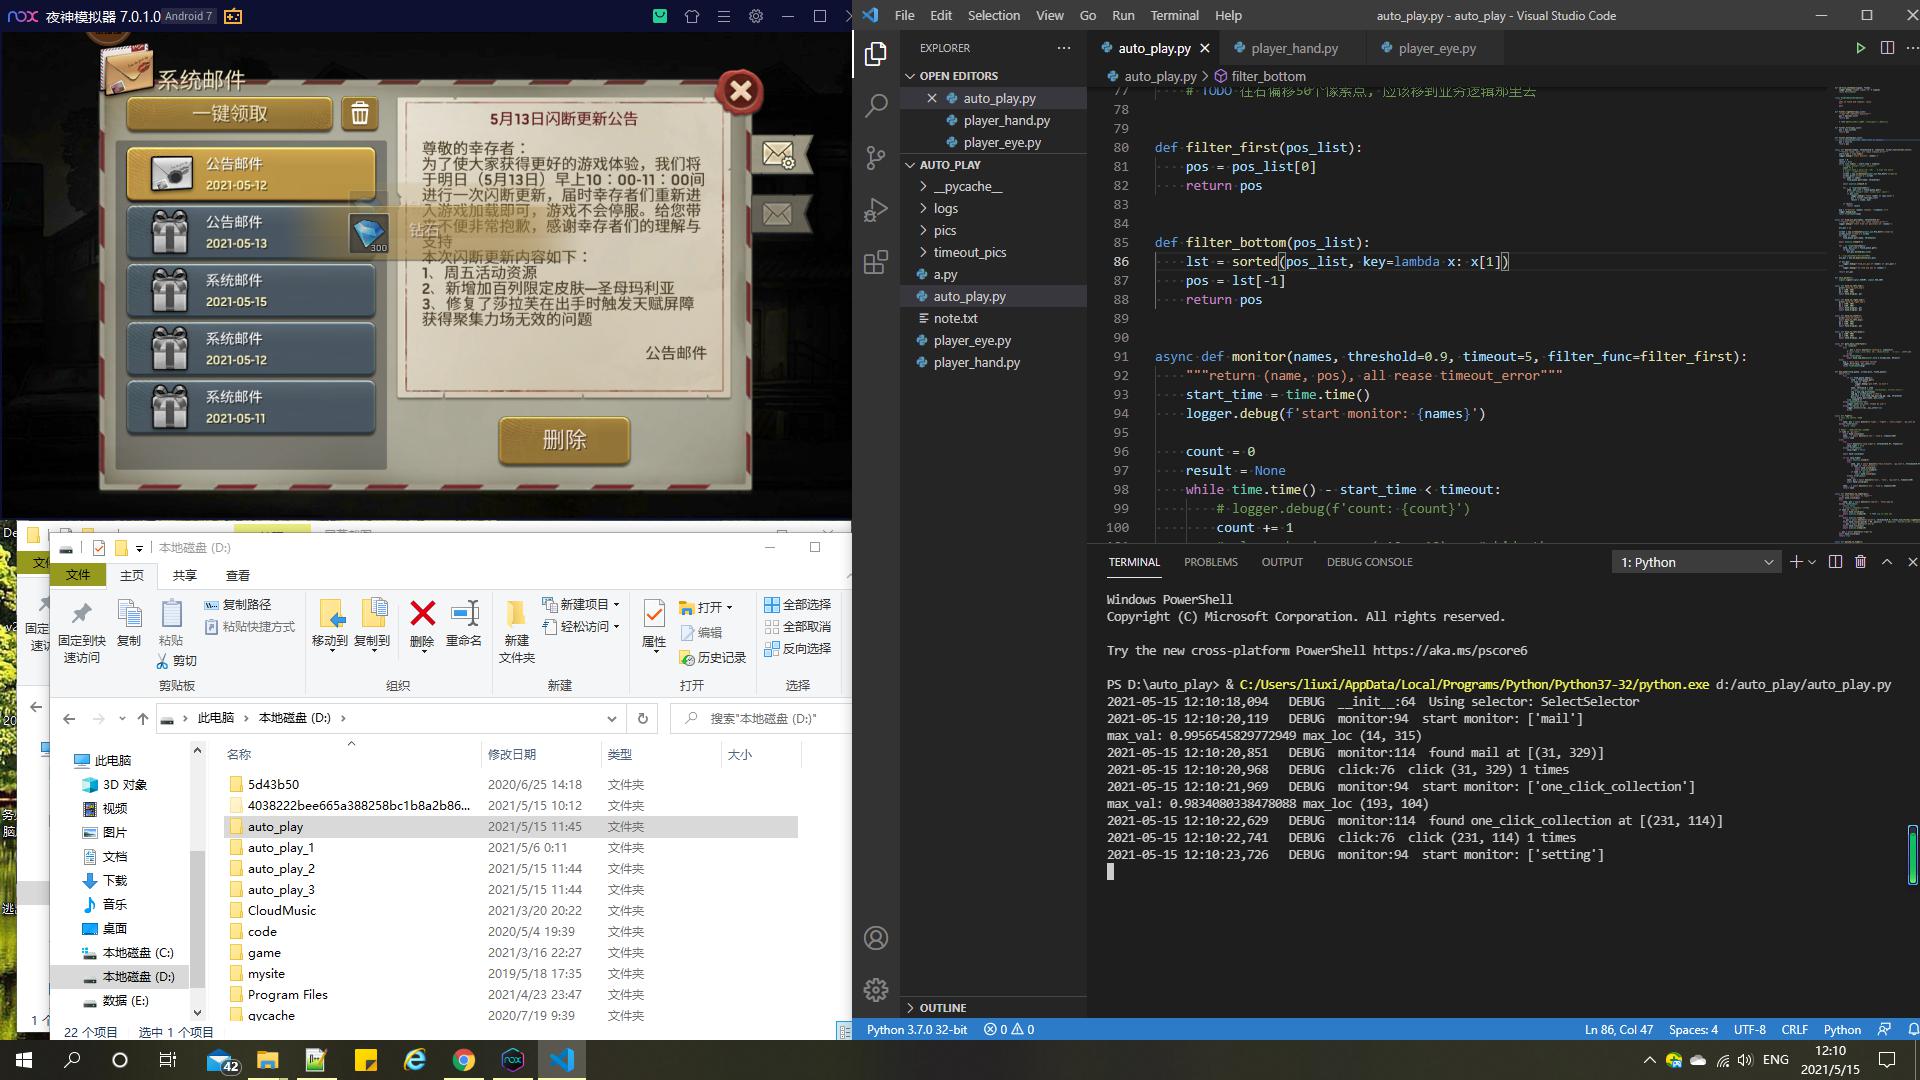 nox 夜神模拟器 7.0.1.0 Android 7
系统邮件
一键领取
公告邮件
2021-05-12
公告邮件
2021-05-13
系统邮件
2021-05-15
系统邮件
2021-05-12
系统邮件
2021-05-11
300
钻石
5月13日闪断更新公告
尊敬的幸存者：
为了使大家获得更好的游戏体验，我们将
于明日（5月13日）早上10：00-11：00间
进行一次闪断更新，届时幸存者们重新进
入游戏加载即可，游戏不会停服。给您带
来不便非常抱歉，感谢幸存者们的理解与
支持
本次闪断更新内容如下：
1、周五活动资源
2、新增加百列限定皮肤—圣母玛利亚
3、修复了莎拉芙在出手时触发天赋屏障
获得聚集力场无效的问题
公告邮件
删除
本地磁盘 (D:)
文件
主页
共享
查看
固定到快
速访问
复制
粘贴
复制路径
粘贴快捷方式
剪切
剪贴板
移动到
复制到
删除
重命名
组织
新建
文件夹
新建项目
轻松访问
新建
属性
打开
编辑
历史记录
打开
全部选择
全部取消
反向选择
选择
此电脑
本地磁盘 (D:)
搜索"本地磁盘 (D:)"
此电脑
3D 对象
视频
图片
文档
下载
音乐
桌面
本地磁盘 (C:)
本地磁盘 (D:)
数据 (E:)
名称 修改日期 类型 大小
5d43b50 2020/6/25 14:18 文件夹
4038222bee665a388258bc1b8a2b86... 2021/5/15 10:12 文件夹
auto_play 2021/5/15 11:45 文件夹
auto_play_1 2021/5/6 0:11 文件夹
auto_play_2 2021/5/15 11:44 文件夹
auto_play_3 2021/5/15 11:44 文件夹
CloudMusic 2021/3/20 20:22 文件夹
code 2020/5/4 19:39 文件夹
game 2021/3/16 22:27 文件夹
mysite 2019/5/18 17:35 文件夹
Program Files 2021/4/23 23:47 文件夹
qycache 2020/7/19 9:39 文件夹
22 个项目 选中 1 个项目
File Edit Selection View Go Run Terminal Help
auto_play.py - auto_play - Visual Studio Code
EXPLORER
OPEN EDITORS
auto_play.py
player_hand.py
player_eye.py
AUTO_PLAY
__pycache__
logs
pics
timeout_pics
a.py
auto_play.py
note.txt
player_eye.py
player_hand.py
OUTLINE
auto_play.py player_hand.py player_eye.py
auto_play.py > filter_bottom
77 # TODO 往右偏移50个像素点, 应该移到业务逻辑那里去
78
79
80 def filter_first(pos_list):
81 pos = pos_list[0]
82 return pos
83
84
85 def filter_bottom(pos_list):
86 lst = sorted(pos_list, key=lambda x: x[1])
87 pos = lst[-1]
88 return pos
89
90
91 async def monitor(names, threshold=0.9, timeout=5, filter_func=filter_first):
92 """return (name, pos), all rease timeout_error"""
93 start_time = time.time()
94 logger.debug(f'start monitor: {names}')
95
96 count = 0
97 result = None
98 while time.time() - start_time < timeout:
99 # logger.debug(f'count: {count}')
100 count += 1
TERMINAL PROBLEMS OUTPUT DEBUG CONSOLE
1: Python
Windows PowerShell
Copyright (C) Microsoft Corporation. All rights reserved.
Try the new cross-platform PowerShell https://aka.ms/pscore6
PS D:\auto_play> & C:/Users/liuxi/AppData/Local/Programs/Python/Python37-32/python.exe d:/auto_play/auto_play.py
2021-05-15 12:10:18,094 DEBUG __init__:64 Using selector: SelectSelector
2021-05-15 12:10:20,119 DEBUG monitor:94 start monitor: ['mail']
max_val: 0.9956545829772949 max_loc (14, 315)
2021-05-15 12:10:20,851 DEBUG monitor:114 found mail at [(31, 329)]
2021-05-15 12:10:20,968 DEBUG click:76 click (31, 329) 1 times
2021-05-15 12:10:21,969 DEBUG monitor:94 start monitor: ['one_click_collection']
max_val: 0.9834080338478088 max_loc (193, 104)
2021-05-15 12:10:22,629 DEBUG monitor:114 found one_click_collection at [(231, 114)]
2021-05-15 12:10:22,741 DEBUG click:76 click (231, 114) 1 times
2021-05-15 12:10:23,726 DEBUG monitor:94 start monitor: ['setting']
Python 3.7.0 32-bit 0 0
Ln 86, Col 47 Spaces: 4 UTF-8 CRLF Python
42
nox
ENG
12:10
2021/5/15